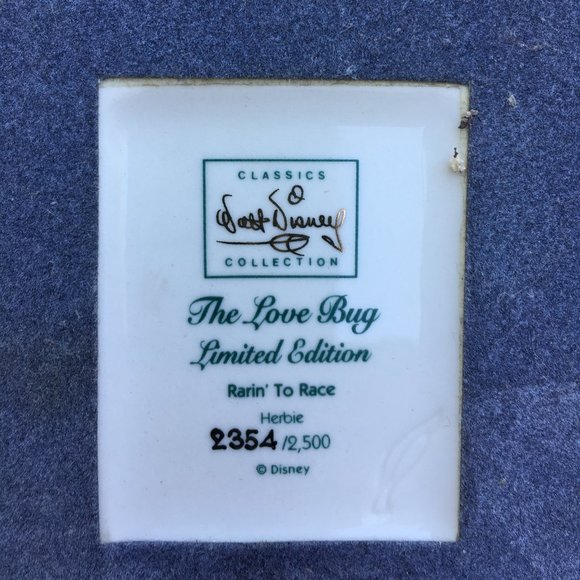 CLASSICS
Walt Disney
COLLECTION
The Love Bug
Limited Edition
Rarin' To Race
Herbie
2354/2,500
© Disney